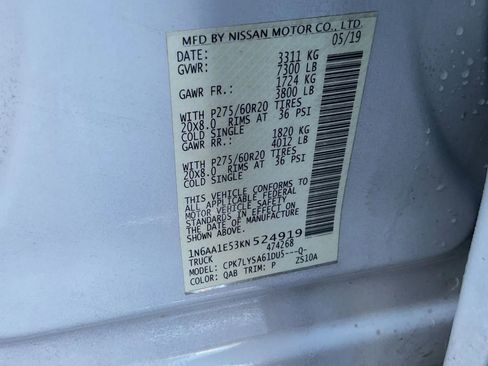 MFD BY NISSAN MOTOR CO., LTD.
DATE: 05/19
GVWR: 3311 KG
7300 LB
GAWR FR.: 1724 KG
3800 LB
WITH P275/60R20 TIRES
20x8.0 RIMS AT 36 PSI
COLD SINGLE
GAWR RR.: 1820 KG
4012 LB
WITH P275/60R20 TIRES
20x8.0 RIMS AT 36 PSI
COLD SINGLE
THIS VEHICLE CONFORMS TO
ALL APPLICABLE FEDERAL
MOTOR VEHICLE SAFETY
STANDARDS IN EFFECT ON
THE DATE OF MANUFACTURE
SHOWN ABOVE.
1N6AA1E53KN 524919
TRUCK 474268
MODEL: CPK7LYSA61DU5---Q-
COLOR: QAB TRIM: P ZS10A